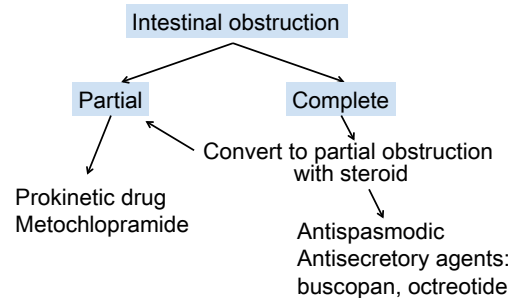 Intestinal obstruction
Partial
Complete
Convert to partial obstruction
with steroid
Prokinetic drug
Metochlopramide
Antispasmodic
Antisecretory agents:
buscopan, octreotide